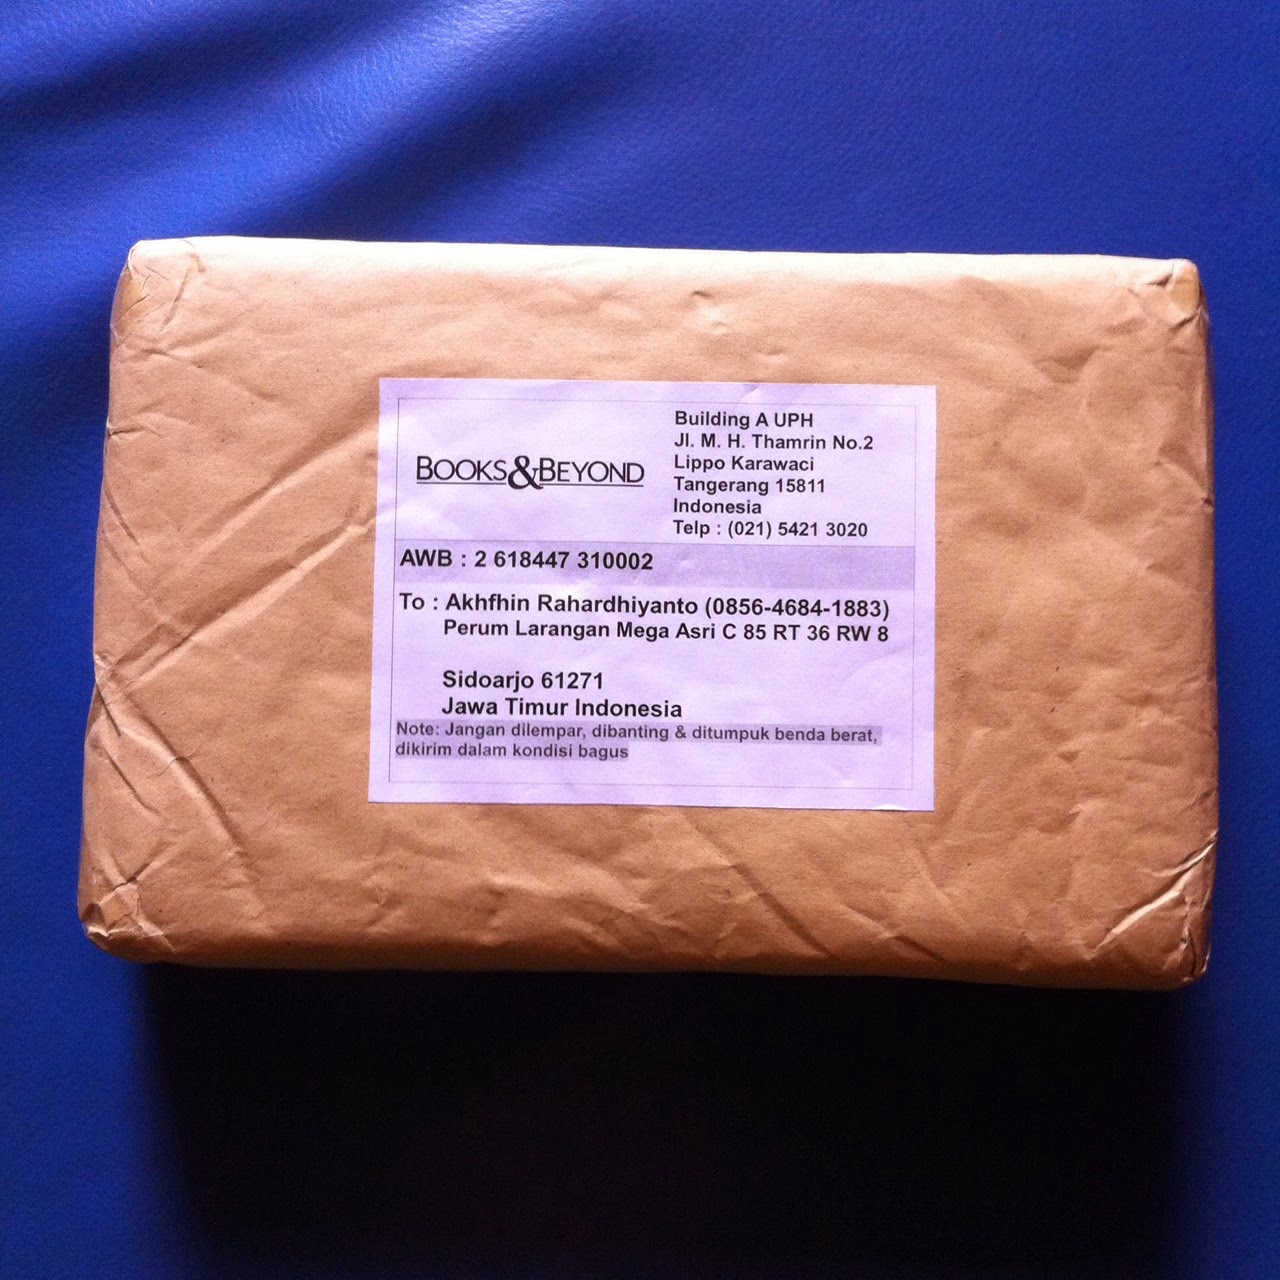 BOOKS&BEYOND
Building A UPH
Jl. M. H. Thamrin No.2
Lippo Karawaci
Tangerang 15811
Indonesia
Telp : (021) 5421 3020
AWB : 2 618447 310002
To : Akhfhin Rahardhiyanto (0856-4684-1883)
Perum Larangan Mega Asri C 85 RT 36 RW 8
Sidoarjo 61271
Jawa Timur Indonesia
Note: Jangan dilempar, dibanting & ditumpuk benda berat,
dikirim dalam kondisi bagus